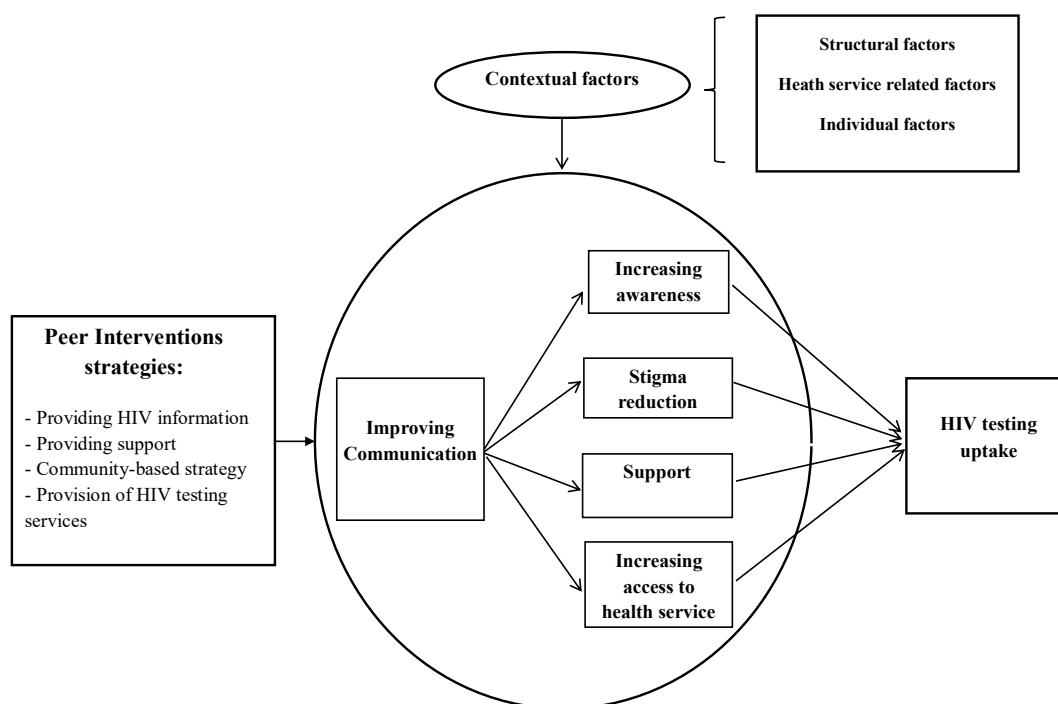 Contextual factors
Structural factors
Heath service related factors
Individual factors
Peer Interventions
strategies:
- Providing HIV information
- Providing support
- Community-based strategy
- Provision of HIV testing
services
Improving
Communication
Increasing
awareness
Stigma
reduction
Support
Increasing
access to
health service
HIV testing
uptake